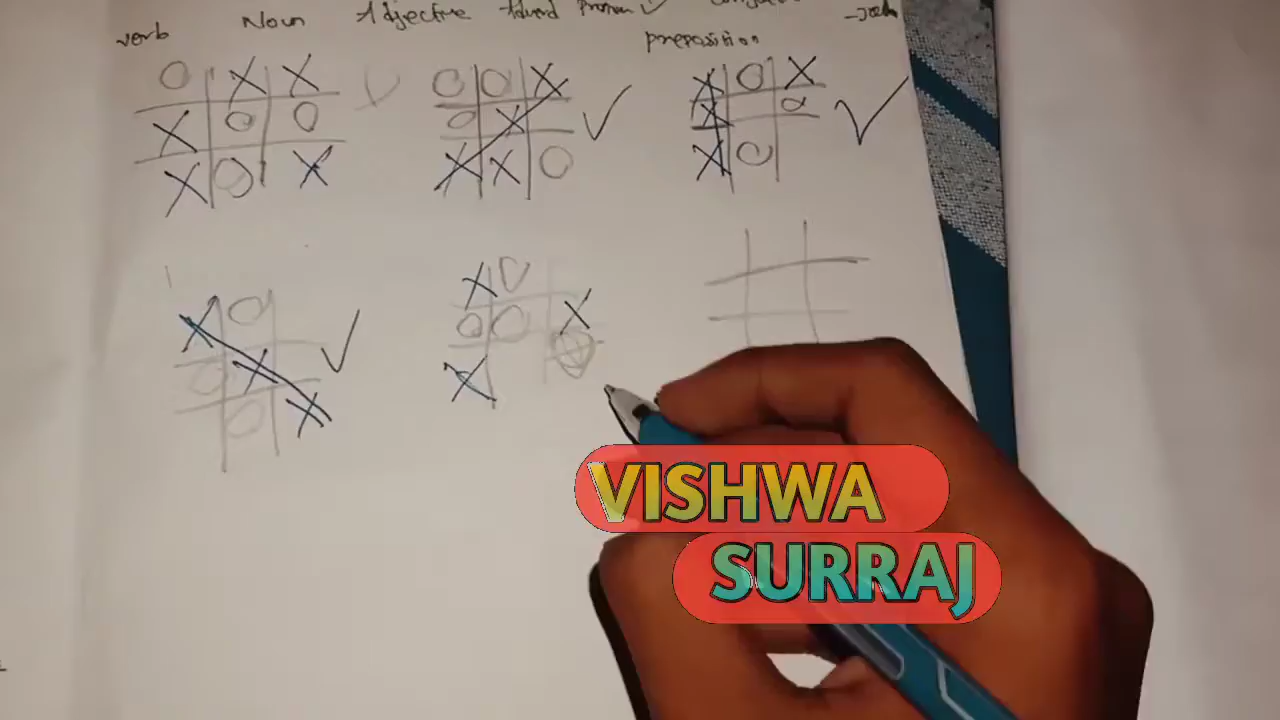 verb Noun Adjective
preposition
O X X
X O O
X O X
O O X
O X
X X O
X O X
X O
X O
X O
O X
O X
X O
O O X
X O
VISHWA
SURRAJ